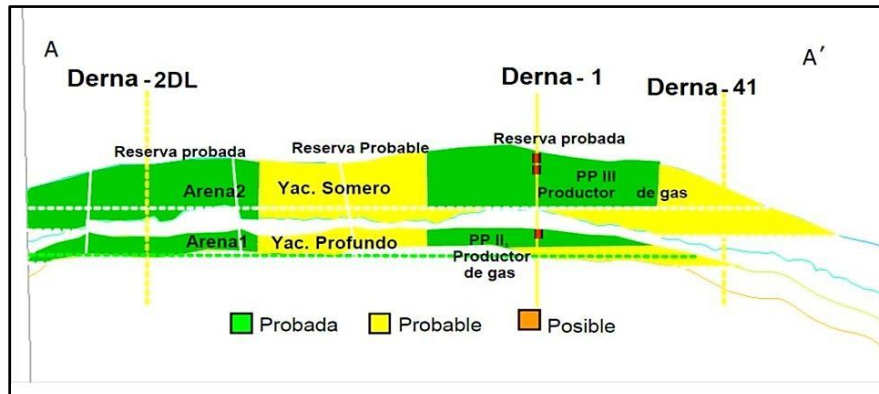 A
A′
Derna - 2DL
Derna - 1
Derna - 41
Reserva probada
Reserva Probable
Reserva probada
Arena2
Yac. Somero
PP III
Productor de gas
Arena1
Yac. Profundo
PP II,
Productor
de gas
Probada
Probable
Posible